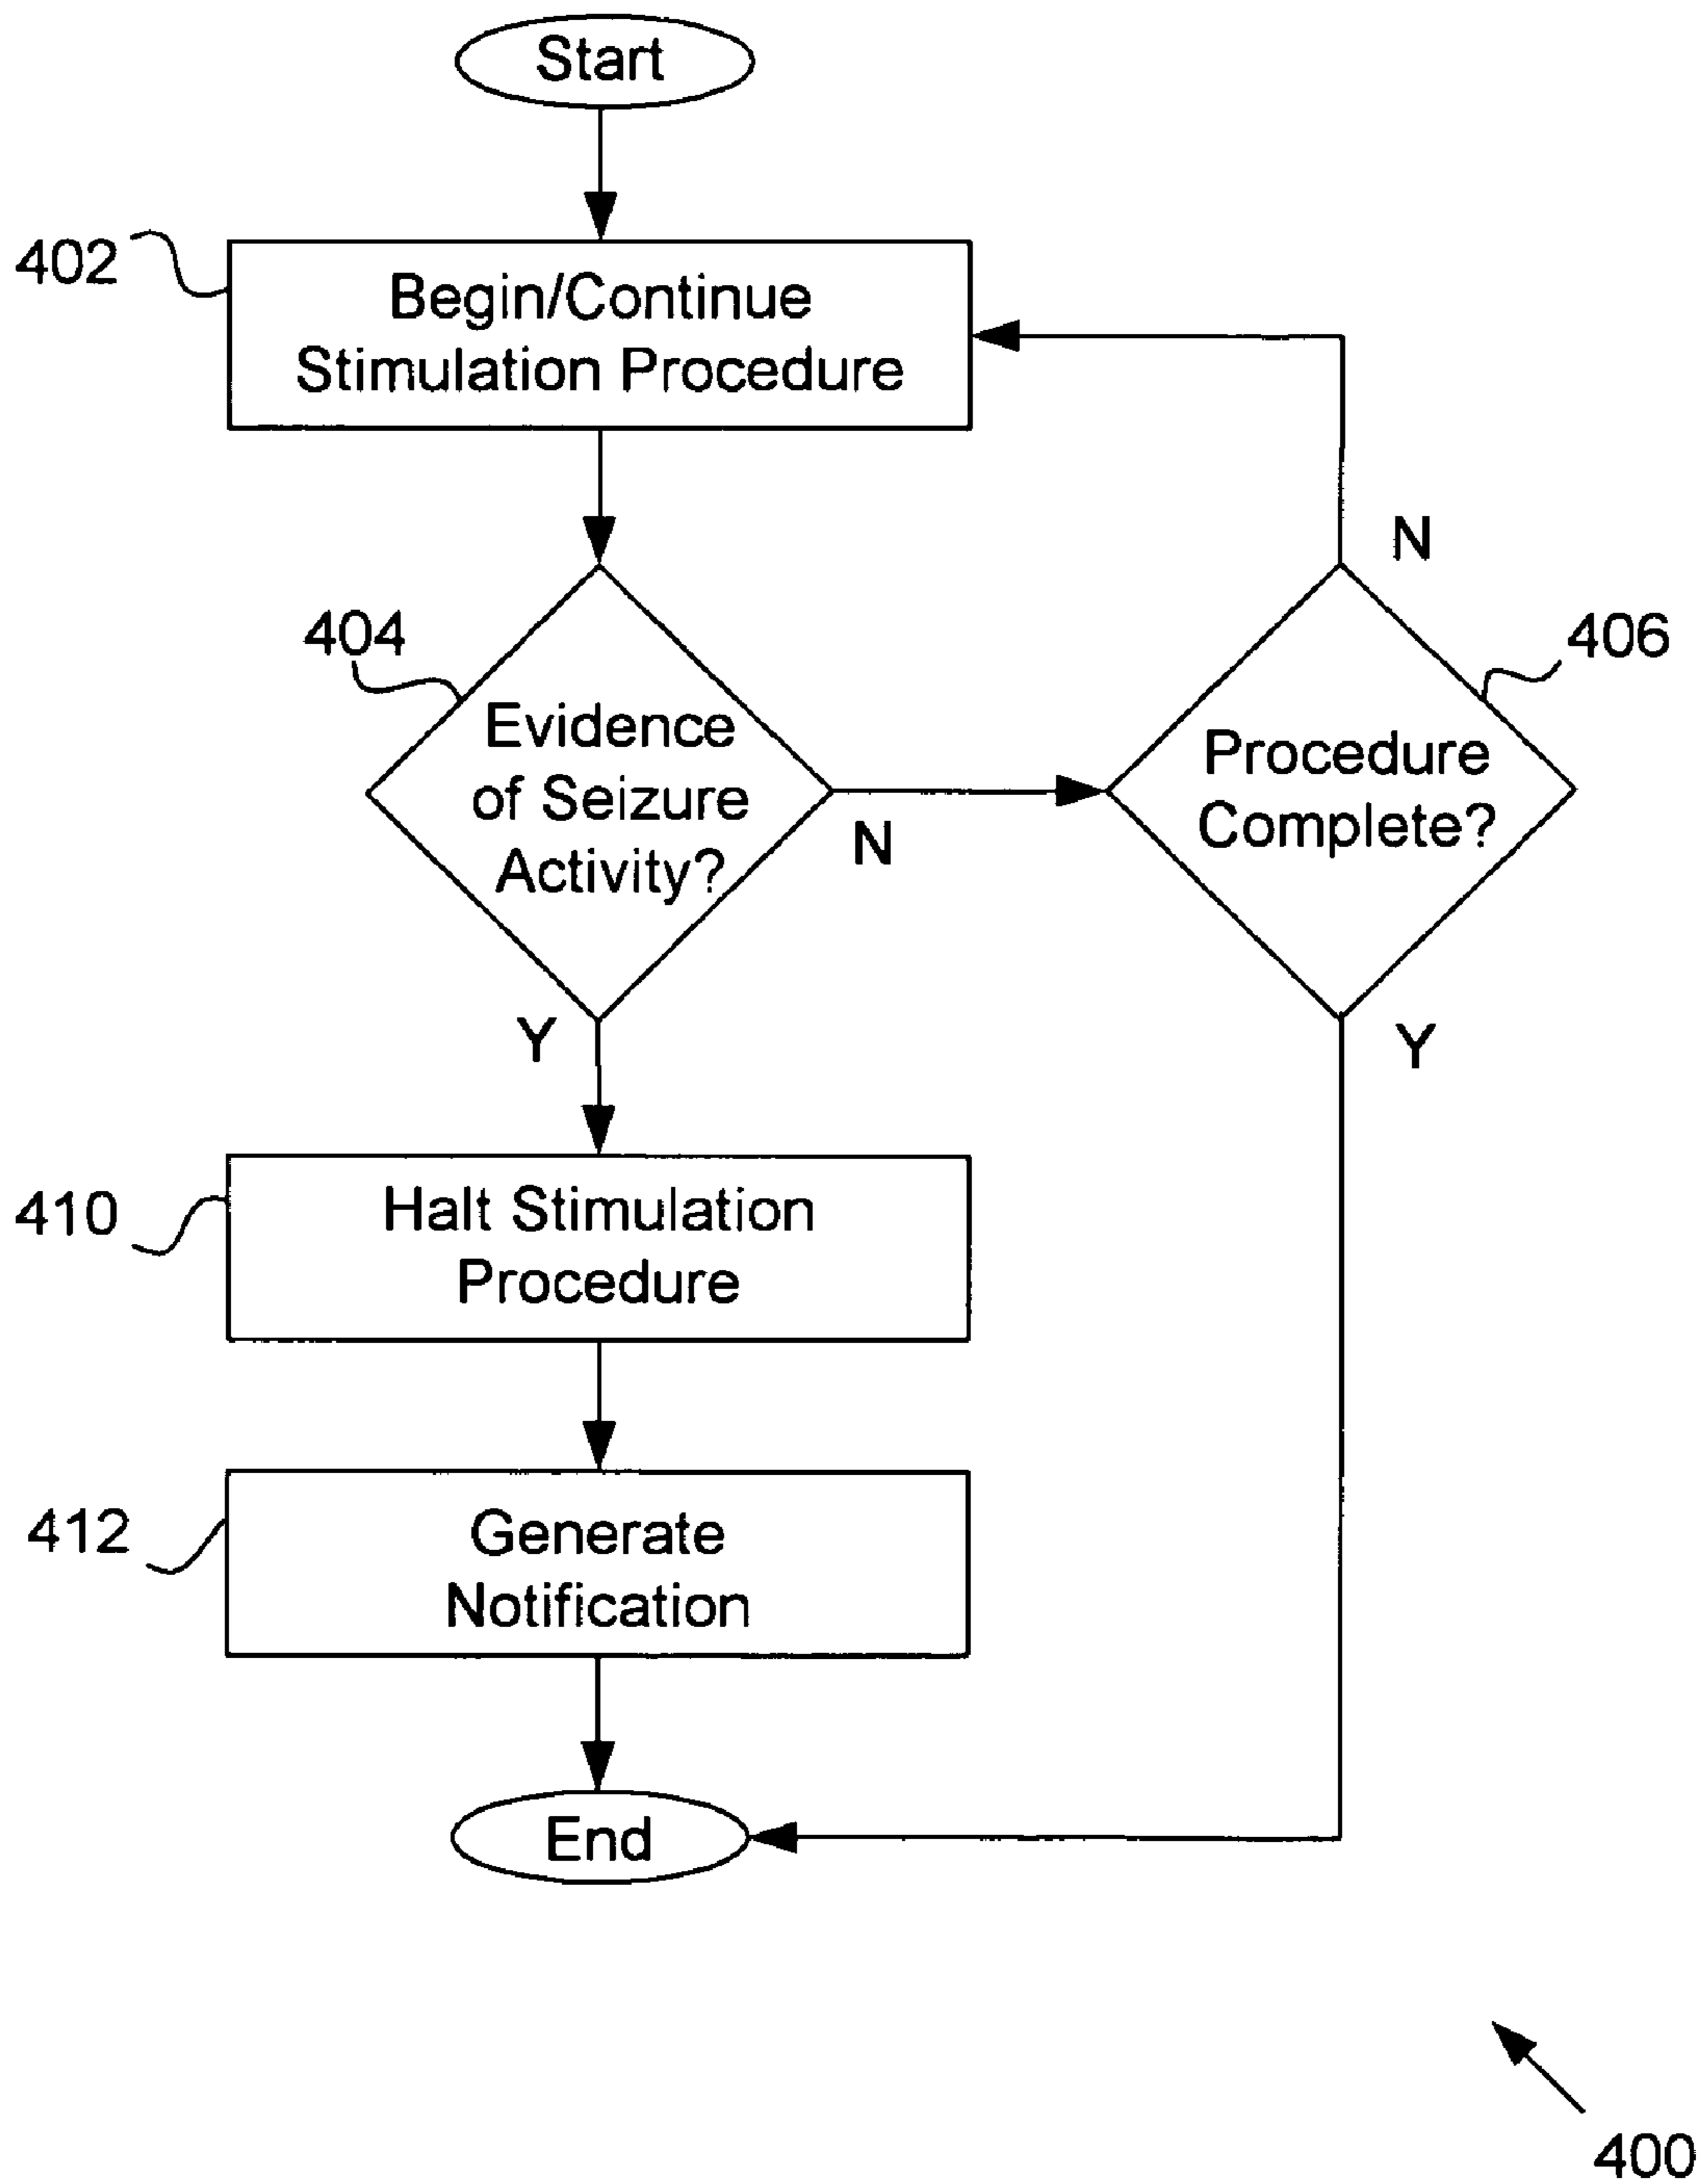 Start
402
Begin/Continue
Stimulation Procedure
N
404
406
Evidence
of Seizure
Activity?
Procedure
Complete?
N
Y
Y
410
Halt Stimulation
Procedure
412
Generate
Notification
End
400